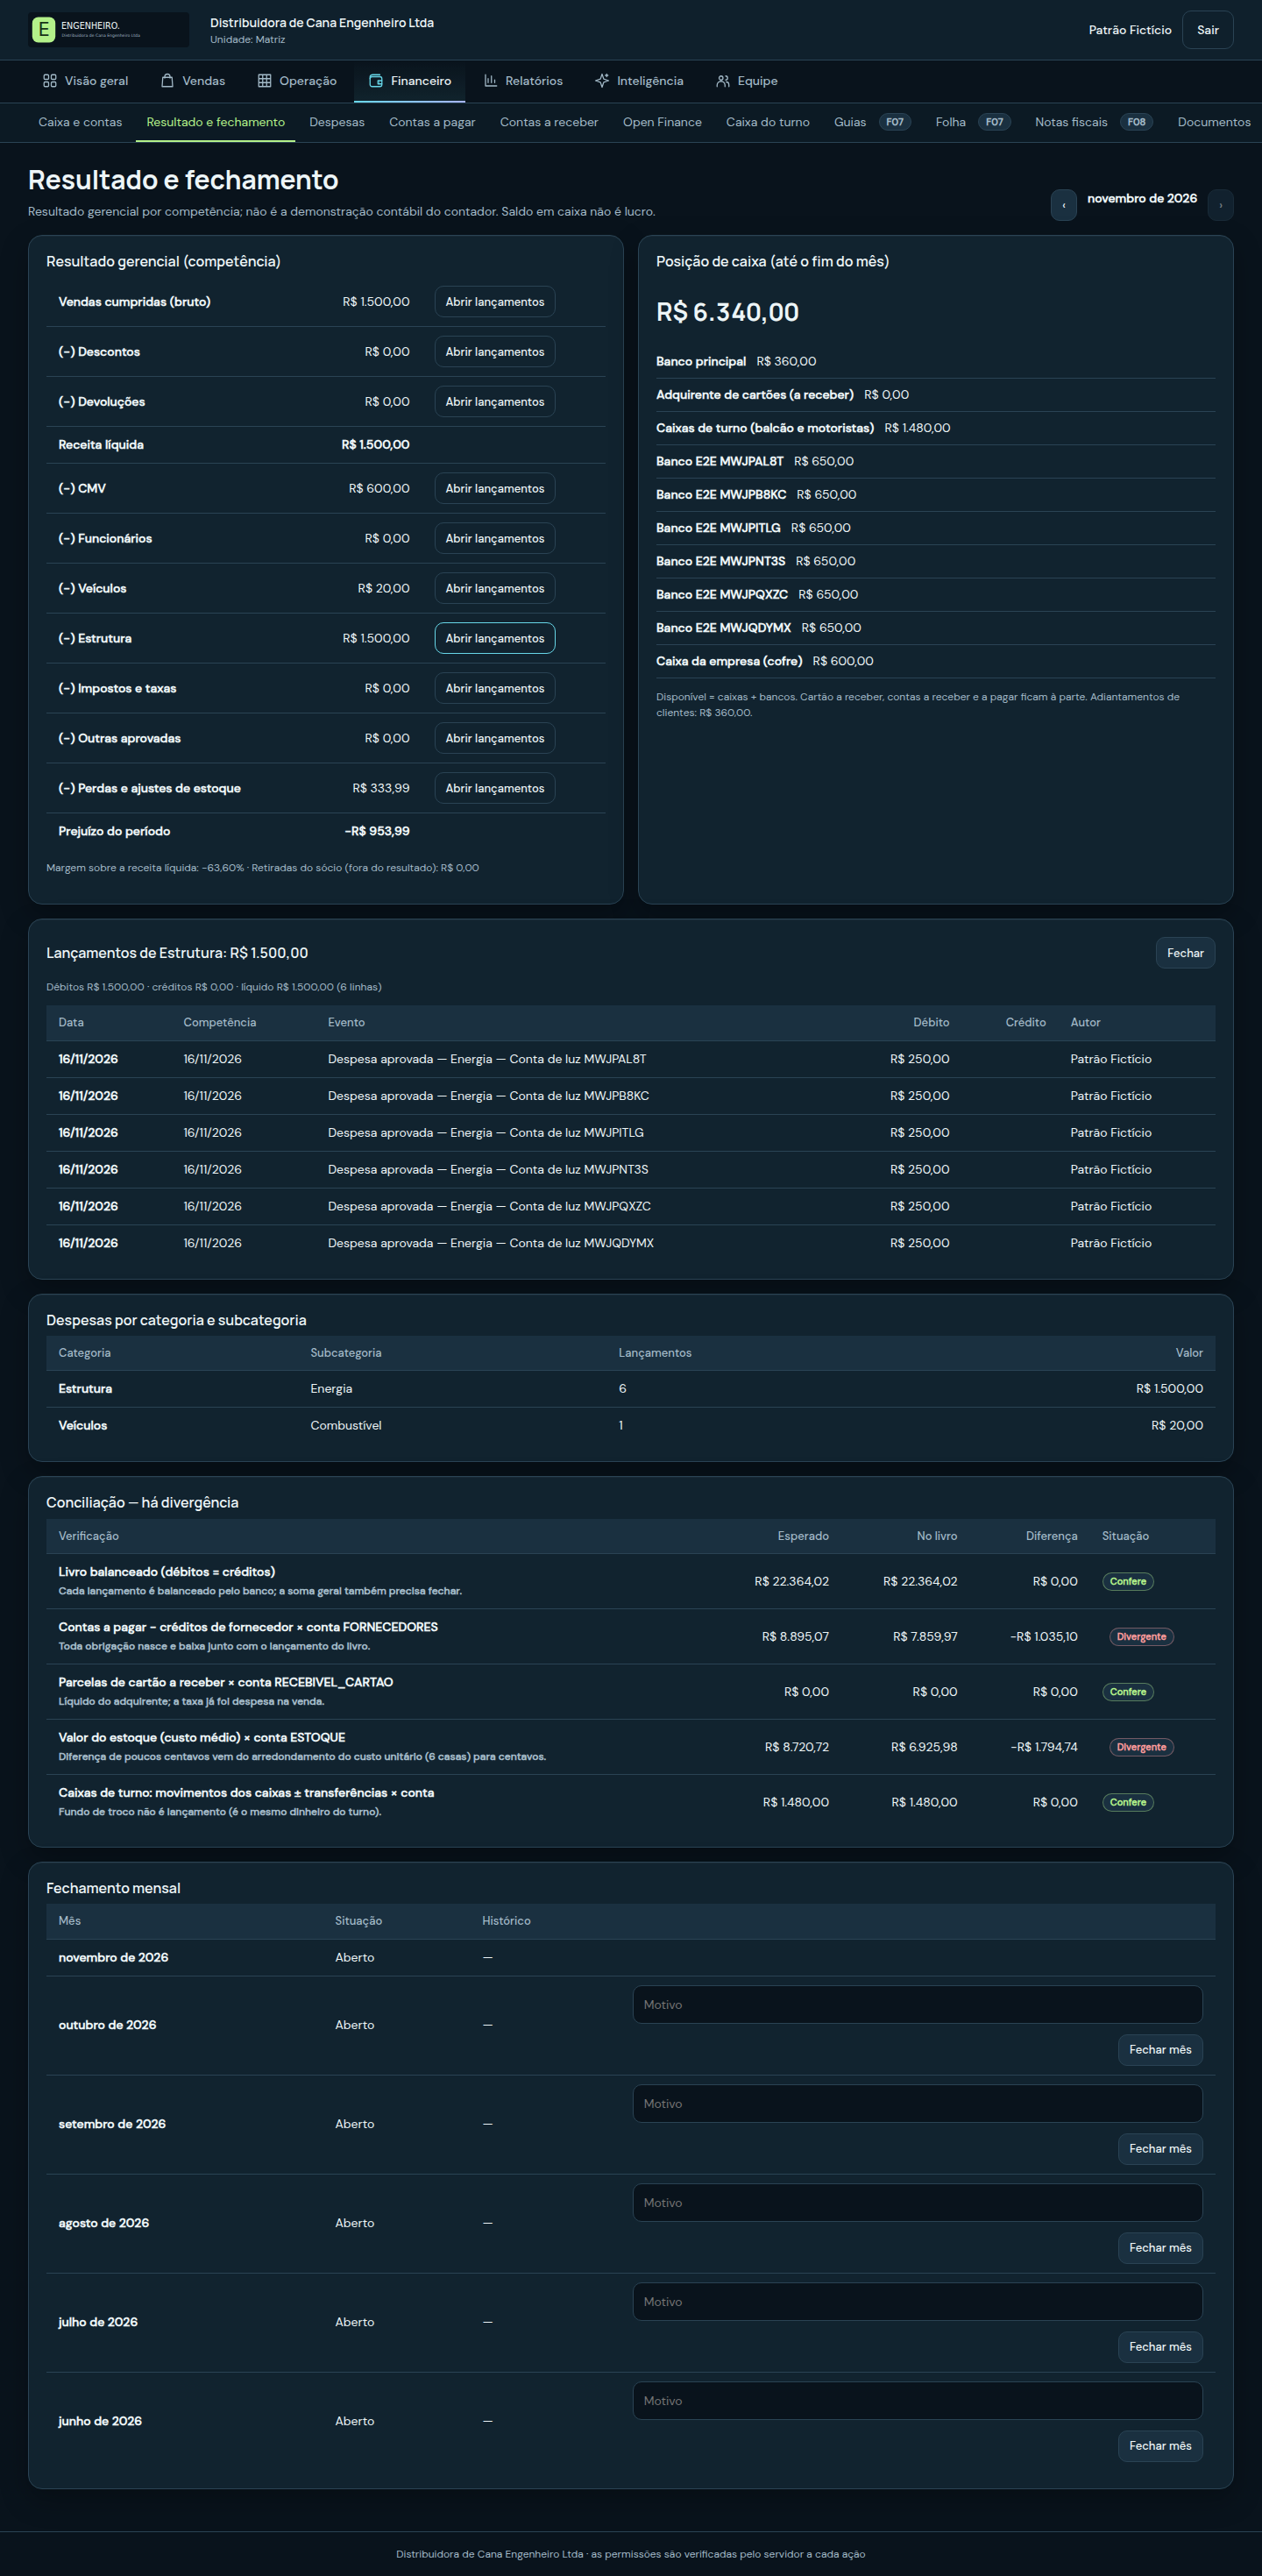 E ENGENHEIRO.
Distribuidora de Cana Engenheiro Ltda
Distribuidora de Cana Engenheiro Ltda
Unidade: Matriz
Patrão Fictício
Sair
Visão geral
Vendas
Operação
Financeiro
Relatórios
Inteligência
Equipe
Caixa e contas
Resultado e fechamento
Despesas
Contas a pagar
Contas a receber
Open Finance
Caixa do turno
Guias F07
Folha F07
Notas fiscais F08
Documentos
Resultado e fechamento
Resultado gerencial por competência; não é a demonstração contábil do contador. Saldo em caixa não é lucro.
‹ novembro de 2026 ›
Resultado gerencial (competência)
Vendas cumpridas (bruto) R$ 1.500,00 Abrir lançamentos
(-) Descontos R$ 0,00 Abrir lançamentos
(-) Devoluções R$ 0,00 Abrir lançamentos
Receita líquida R$ 1.500,00
(-) CMV R$ 600,00 Abrir lançamentos
(-) Funcionários R$ 0,00 Abrir lançamentos
(-) Veículos R$ 20,00 Abrir lançamentos
(-) Estrutura R$ 1.500,00 Abrir lançamentos
(-) Impostos e taxas R$ 0,00 Abrir lançamentos
(-) Outras aprovadas R$ 0,00 Abrir lançamentos
(-) Perdas e ajustes de estoque R$ 333,99 Abrir lançamentos
Prejuízo do período -R$ 953,99
Margem sobre a receita líquida: -63,60% · Retiradas do sócio (fora do resultado): R$ 0,00
Posição de caixa (até o fim do mês)
R$ 6.340,00
Banco principal R$ 360,00
Adquirente de cartões (a receber) R$ 0,00
Caixas de turno (balcão e motoristas) R$ 1.480,00
Banco E2E MWJPAL8T R$ 650,00
Banco E2E MWJPB8KC R$ 650,00
Banco E2E MWJPITLG R$ 650,00
Banco E2E MWJPNT3S R$ 650,00
Banco E2E MWJPQXZC R$ 650,00
Banco E2E MWJQDYMX R$ 650,00
Caixa da empresa (cofre) R$ 600,00
Disponível = caixas + bancos. Cartão a receber, contas a receber e a pagar ficam à parte. Adiantamentos de
clientes: R$ 360,00.
Lançamentos de Estrutura: R$ 1.500,00
Fechar
Débitos R$ 1.500,00 · créditos R$ 0,00 · líquido R$ 1.500,00 (6 linhas)
Data Competência Evento Débito Crédito Autor
16/11/2026 16/11/2026 Despesa aprovada — Energia — Conta de luz MWJPAL8T R$ 250,00 Patrão Fictício
16/11/2026 16/11/2026 Despesa aprovada — Energia — Conta de luz MWJPB8KC R$ 250,00 Patrão Fictício
16/11/2026 16/11/2026 Despesa aprovada — Energia — Conta de luz MWJPITLG R$ 250,00 Patrão Fictício
16/11/2026 16/11/2026 Despesa aprovada — Energia — Conta de luz MWJPNT3S R$ 250,00 Patrão Fictício
16/11/2026 16/11/2026 Despesa aprovada — Energia — Conta de luz MWJPQXZC R$ 250,00 Patrão Fictício
16/11/2026 16/11/2026 Despesa aprovada — Energia — Conta de luz MWJQDYMX R$ 250,00 Patrão Fictício
Despesas por categoria e subcategoria
Categoria Subcategoria Lançamentos Valor
Estrutura Energia 6 R$ 1.500,00
Veículos Combustível 1 R$ 20,00
Conciliação — há divergência
Verificação Esperado No livro Diferença Situação
Livro balanceado (débitos = créditos) R$ 22.364,02 R$ 22.364,02 R$ 0,00 Confere
Cada lançamento é balanceado pelo banco; a soma geral também precisa fechar.
Contas a pagar - créditos de fornecedor × conta FORNECEDORES R$ 8.895,07 R$ 7.859,97 -R$ 1.035,10 Divergente
Toda obrigação nasce e baixa junto com o lançamento do livro.
Parcelas de cartão a receber × conta RECEBIVEL_CARTAO R$ 0,00 R$ 0,00 R$ 0,00 Confere
Líquido do adquirente; a taxa já foi despesa na venda.
Valor do estoque (custo médio) × conta ESTOQUE R$ 8.720,72 R$ 6.925,98 -R$ 1.794,74 Divergente
Diferença de poucos centavos vem do arredondamento do custo unitário (6 casas) para centavos.
Caixas de turno: movimentos dos caixas ± transferências × conta R$ 1.480,00 R$ 1.480,00 R$ 0,00 Confere
Fundo de troco não é lançamento (é o mesmo dinheiro do turno).
Fechamento mensal
Mês Situação Histórico
novembro de 2026 Aberto —
outubro de 2026 Aberto — Motivo
Fechar mês
setembro de 2026 Aberto — Motivo
Fechar mês
agosto de 2026 Aberto — Motivo
Fechar mês
julho de 2026 Aberto — Motivo
Fechar mês
junho de 2026 Aberto — Motivo
Fechar mês
Distribuidora de Cana Engenheiro Ltda · as permissões são verificadas pelo servidor a cada ação